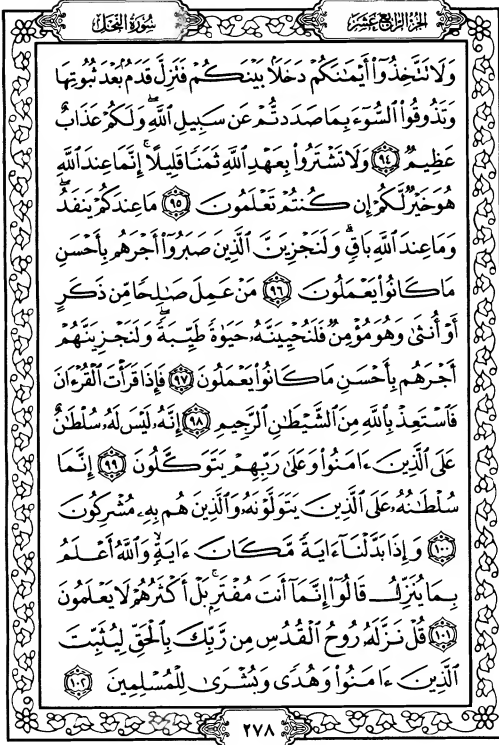 الجزء الرابع عشر
سورة النحل
وَلَا تَتَّخِذُوٓا۟ أَيْمَـٰنَكُمْ دَخَلًۢا بَيْنَكُمْ فَتَزِلَّ قَدَمٌۢ بَعْدَ ثُبُوتِهَا
وَتَذُوقُوا۟ ٱلسُّوٓءَ بِمَا صَدَدتُّمْ عَن سَبِيلِ ٱللَّهِ ۖ وَلَكُمْ عَذَابٌ
عَظِيمٌ ٩٤ وَلَا تَشْتَرُوا۟ بِعَهْدِ ٱللَّهِ ثَمَنًا قَلِيلًا ۚ إِنَّمَا عِندَ ٱللَّهِ
هُوَ خَيْرٌ لَّكُمْ إِن كُنتُمْ تَعْلَمُونَ ٩٥ مَا عِندَكُمْ يَنفَدُ ۖ
وَمَا عِندَ ٱللَّهِ بَاقٍ ۗ وَلَنَجْزِيَنَّ ٱلَّذِينَ صَبَرُوٓا۟ أَجْرَهُم بِأَحْسَنِ
مَا كَانُوا۟ يَعْمَلُونَ ٩٦ مَنْ عَمِلَ صَـٰلِحًا مِّن ذَكَرٍ
أَوْ أُنثَىٰ وَهُوَ مُؤْمِنٌ فَلَنُحْيِيَنَّهُۥ حَيَوٰةً طَيِّبَةً ۖ وَلَنَجْزِيَنَّهُمْ
أَجْرَهُم بِأَحْسَنِ مَا كَانُوا۟ يَعْمَلُونَ ٩٧ فَإِذَا قَرَأْتَ ٱلْقُرْءَانَ
فَٱسْتَعِذْ بِٱللَّهِ مِنَ ٱلشَّيْطَـٰنِ ٱلرَّجِيمِ ٩٨ إِنَّهُۥ لَيْسَ لَهُۥ سُلْطَـٰنٌ
عَلَى ٱلَّذِينَ ءَامَنُوا۟ وَعَلَىٰ رَبِّهِمْ يَتَوَكَّلُونَ ٩٩ إِنَّمَا
سُلْطَـٰنُهُۥ عَلَى ٱلَّذِينَ يَتَوَلَّوْنَهُۥ وَٱلَّذِينَ هُم بِهِۦ مُشْرِكُونَ
١٠٠ وَإِذَا بَدَّلْنَآ ءَايَةً مَّكَانَ ءَايَةٍ ۙ وَٱللَّهُ أَعْلَمُ
بِمَا يُنَزِّلُ قَالُوٓا۟ إِنَّمَآ أَنتَ مُفْتَرٍۭ ۚ بَلْ أَكْثَرُهُمْ لَا يَعْلَمُونَ
١٠١ قُلْ نَزَّلَهُۥ رُوحُ ٱلْقُدُسِ مِن رَّبِّكَ بِٱلْحَقِّ لِيُثَبِّتَ
ٱلَّذِينَ ءَامَنُوا۟ وَهُدًى وَبُشْرَىٰ لِلْمُسْلِمِينَ ١٠٢
٢٧٨